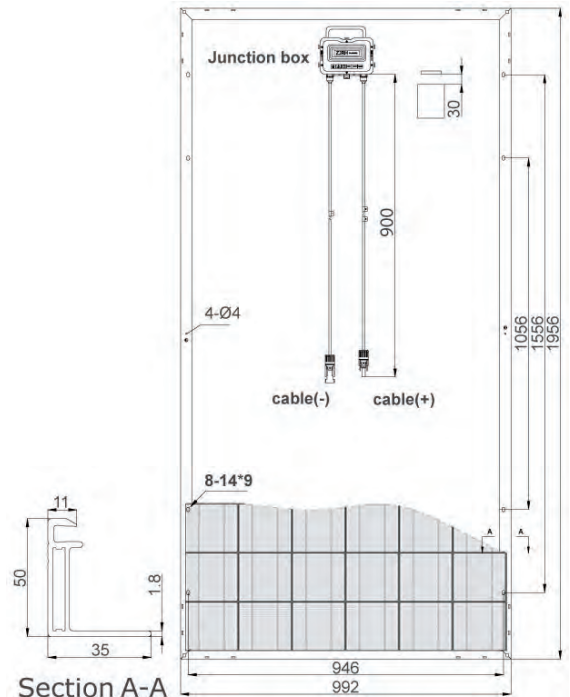 Junction box
30
900
1056
1556
1956
4-Ø4
cable(-)
cable(+)
8-14*9
A
A
11
50
1.8
35
Section A-A
946
992